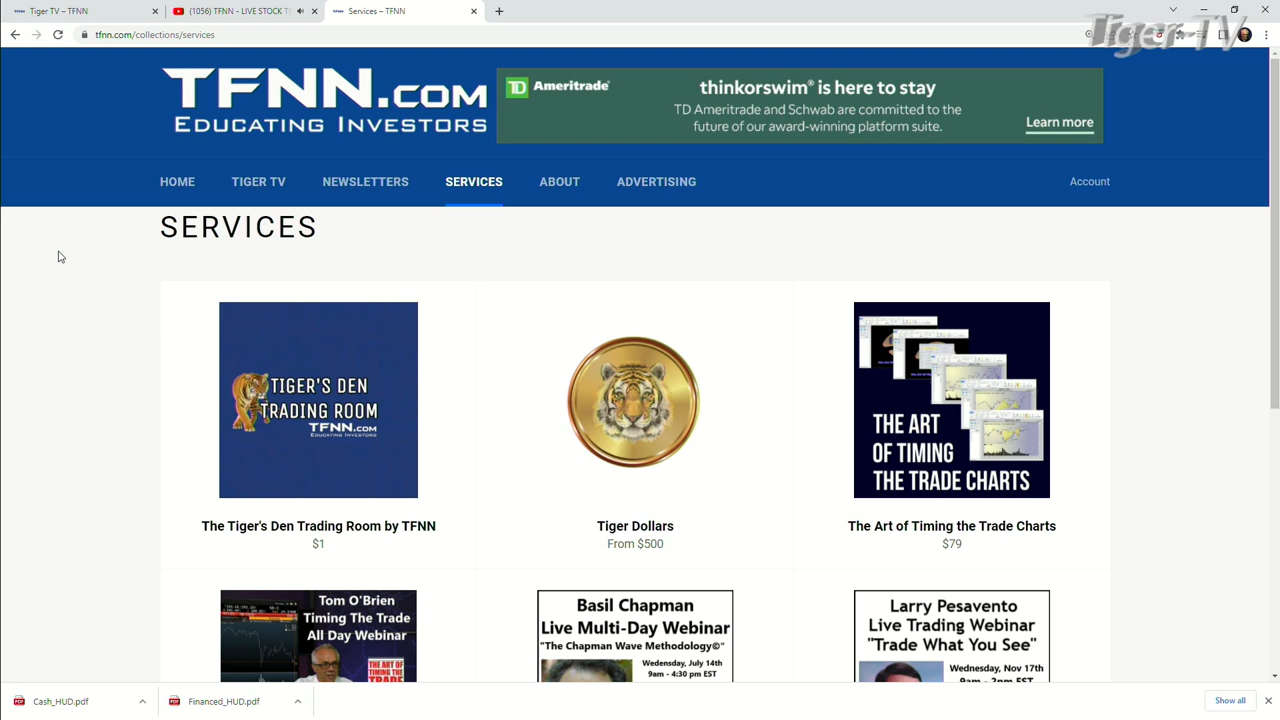 Tiger TV – TFNN
(1056) TFNN - LIVE STOCK T
Services – TFNN
Tiger TV
tfnn.com/collections/services
TFNN.COM
EDUCATING INVESTORS
TD Ameritrade
thinkorswim® is here to stay
TD Ameritrade and Schwab are committed to the
future of our award-winning platform suite.
Learn more
HOME
TIGER TV
NEWSLETTERS
SERVICES
ABOUT
ADVERTISING
Account
SERVICES
TIGER'S DEN
TRADING ROOM
TFNN.COM
EDUCATING INVESTORS
THE ART
OF TIMING
THE TRADE CHARTS
The Tiger's Den Trading Room by TFNN
$1
Tiger Dollars
From $500
The Art of Timing the Trade Charts
$79
Tom O'Brien
Timing The Trade
All Day Webinar
THE ART OF
TIMING
THE TRADE
Basil Chapman
Live Multi-Day Webinar
"The Chapman Wave Methodology©"
Wednesday, July 14th
9am - 4:30 pm EST
Larry Pesavento
Live Trading Webinar
"Trade What You See"
Wednesday, Nov 17th
9am - 2pm EST
Cash_HUD.pdf
Financed_HUD.pdf
Show all